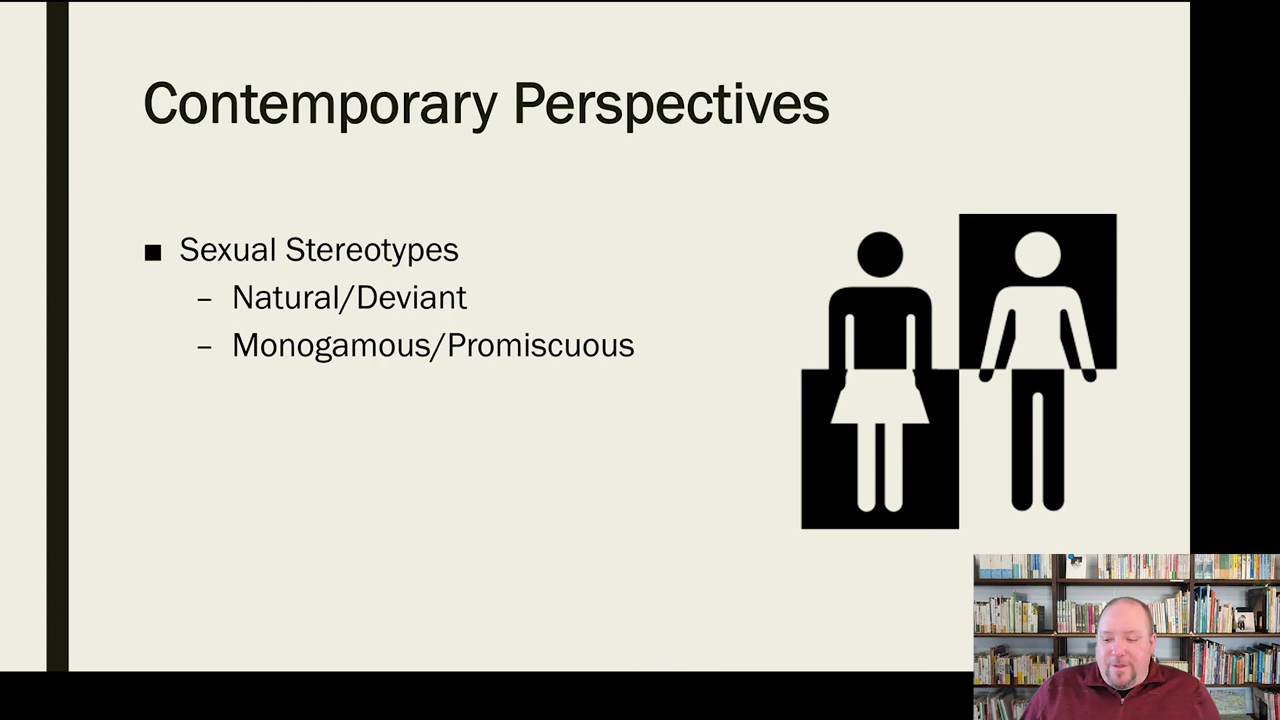 Contemporary Perspectives
■ Sexual Stereotypes
– Natural/Deviant
– Monogamous/Promiscuous